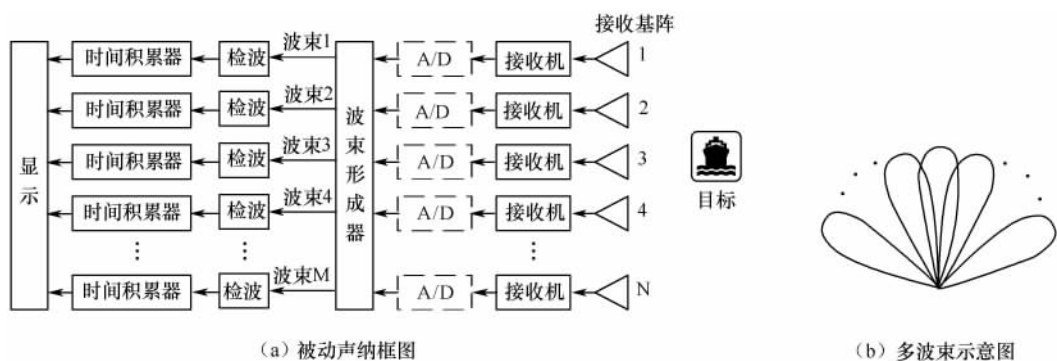 接收基阵
显示
时间积累器 检波 波束1 A/D 接收机 1
时间积累器 检波 波束2 A/D 接收机 2
时间积累器 检波 波束3 A/D 接收机 3
时间积累器 检波 波束4 A/D 接收机 4
时间积累器 检波 波束M A/D 接收机 N
波束形成器
目标
(a)被动声纳框图
(b)多波束示意图